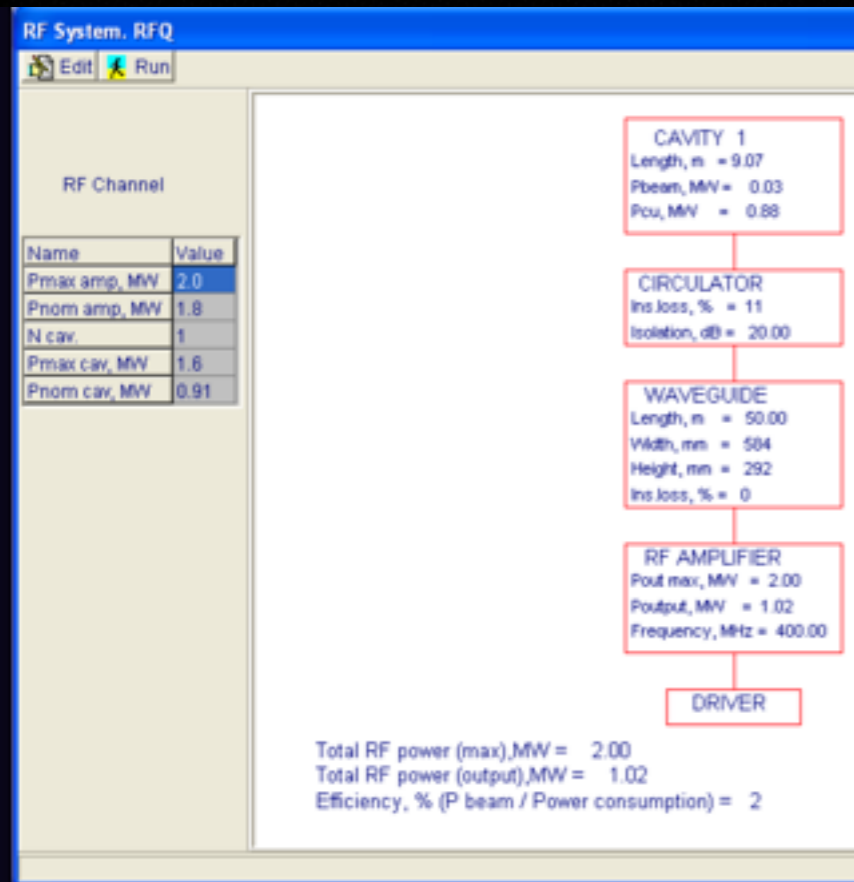 RF System. RFQ
Edit Run
RF Channel
Name Value
Pmax amp, MW 2.0
Pnom amp, MW 1.8
N cav. 1
Pmax cav, MW 1.6
Pnom cav, MW 0.91
CAVITY 1
Length, m = 9.07
Pbeam, MW = 0.03
Pcu, MW = 0.88
CIRCULATOR
Ins.loss, % = 11
Isolation, dB = 20.00
WAVEGUIDE
Length, m = 50.00
Width, mm = 584
Height, mm = 292
Ins.loss, % = 0
RF AMPLIFIER
Pout max, MW = 2.00
Poutput, MW = 1.02
Frequency, MHz = 400.00
DRIVER
Total RF power (max),MW = 2.00
Total RF power (output),MW = 1.02
Efficiency, % (P beam / Power consumption) = 2